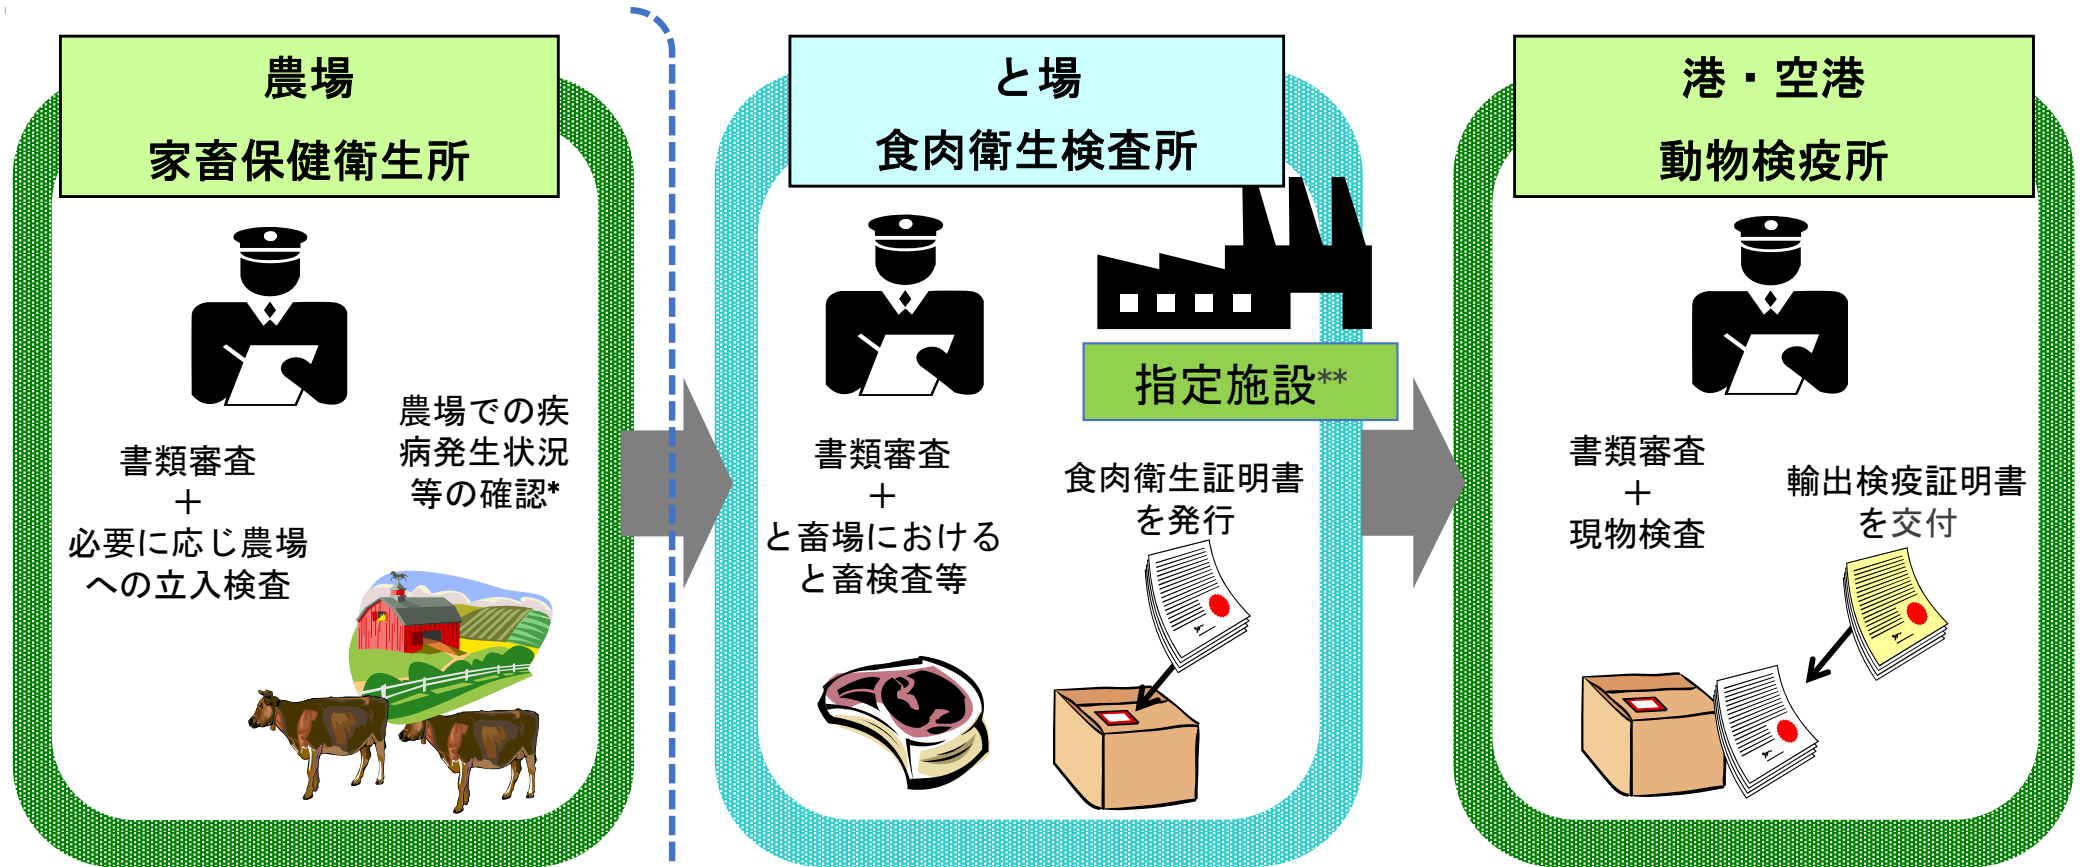 農場
家畜保健衛生所
書類審査
＋
必要に応じ農場
への立入検査
農場での疾
病発生状況
等の確認*
と場
食肉衛生検査所
指定施設**
書類審査
＋
と畜場における
と畜検査等
食肉衛生証明書
を発行
港・空港
動物検疫所
書類審査
＋
現物検査
輸出検疫証明書
を交付